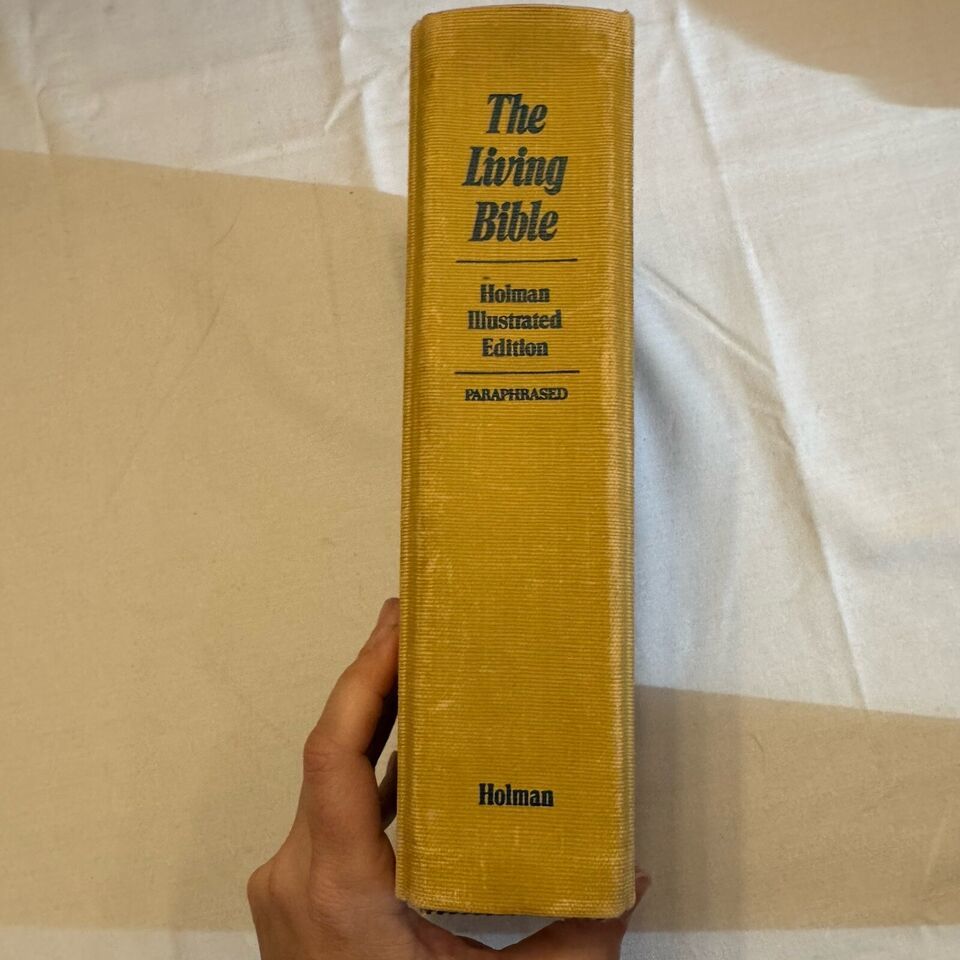 The
Living
Bible
Holman
Illustrated
Edition
PARAPHRASED
Holman